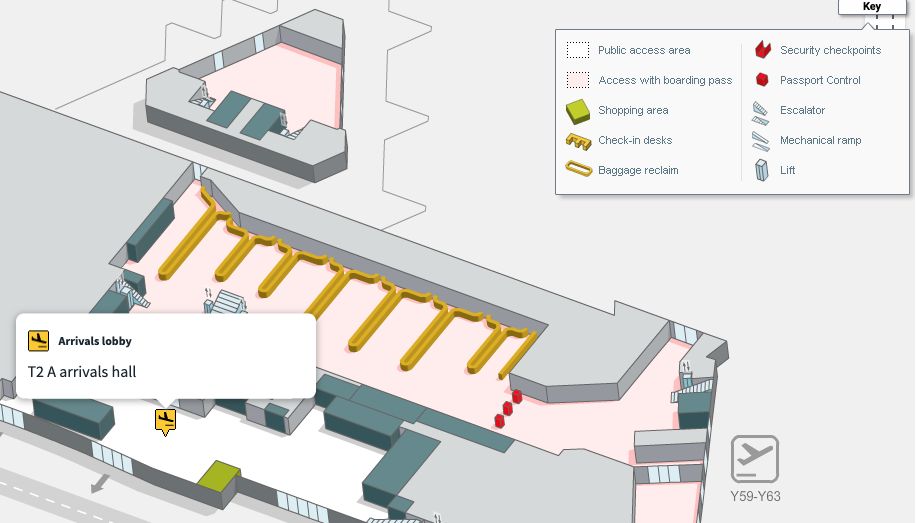 Key
Public access area
Security checkpoints
Access with boarding pass
Passport Control
Shopping area
Escalator
Check-in desks
Mechanical ramp
Baggage reclaim
Lift
Arrivals lobby
T2 A arrivals hall
Y59-Y63